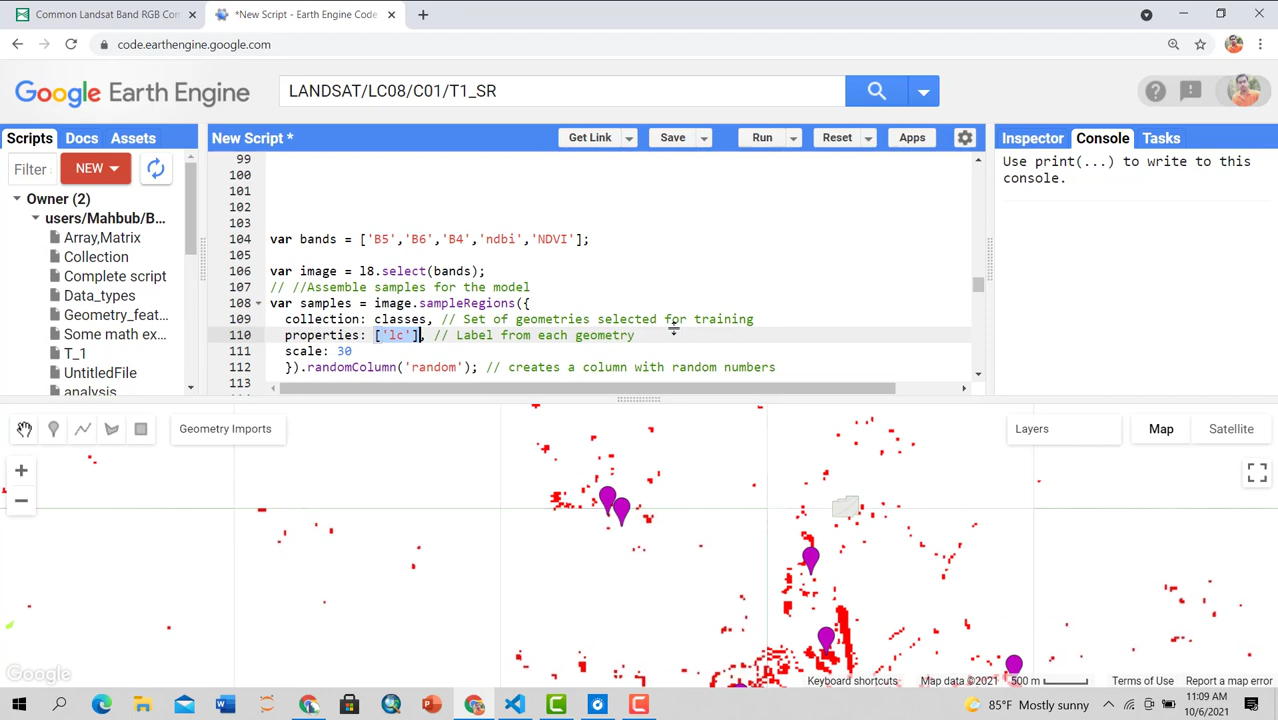 Common Landsat Band RGB Con
*New Script - Earth Engine Code
code.earthengine.google.com
Google Earth Engine
LANDSAT/LC08/C01/T1_SR
Scripts
Docs
Assets
Filter
NEW
Owner (2)
users/Mahbub/B...
Array,Matrix
Collection
Complete script
Data_types
Geometry_feat...
Some math ex...
T_1
UntitledFile
analysis
New Script *
Get Link
Save
Run
Reset
Apps
99
100
101
102
103
104 var bands = ['B5','B6','B4','ndbi','NDVI'];
105
106 var image = l8.select(bands);
107 // //Assemble samples for the model
108 var samples = image.sampleRegions({
109 collection: classes, // Set of geometries selected for training
110 properties: ['lc'], // Label from each geometry
111 scale: 30
112 }).randomColumn('random'); // creates a column with random numbers
113
Inspector
Console
Tasks
Use print(...) to write to this
console.
Geometry Imports
Layers
Map
Satellite
Google
Keyboard shortcuts
Map data ©2021
500 m
Terms of Use
Report a map error
85°F Mostly sunny
11:09 AM
10/6/2021